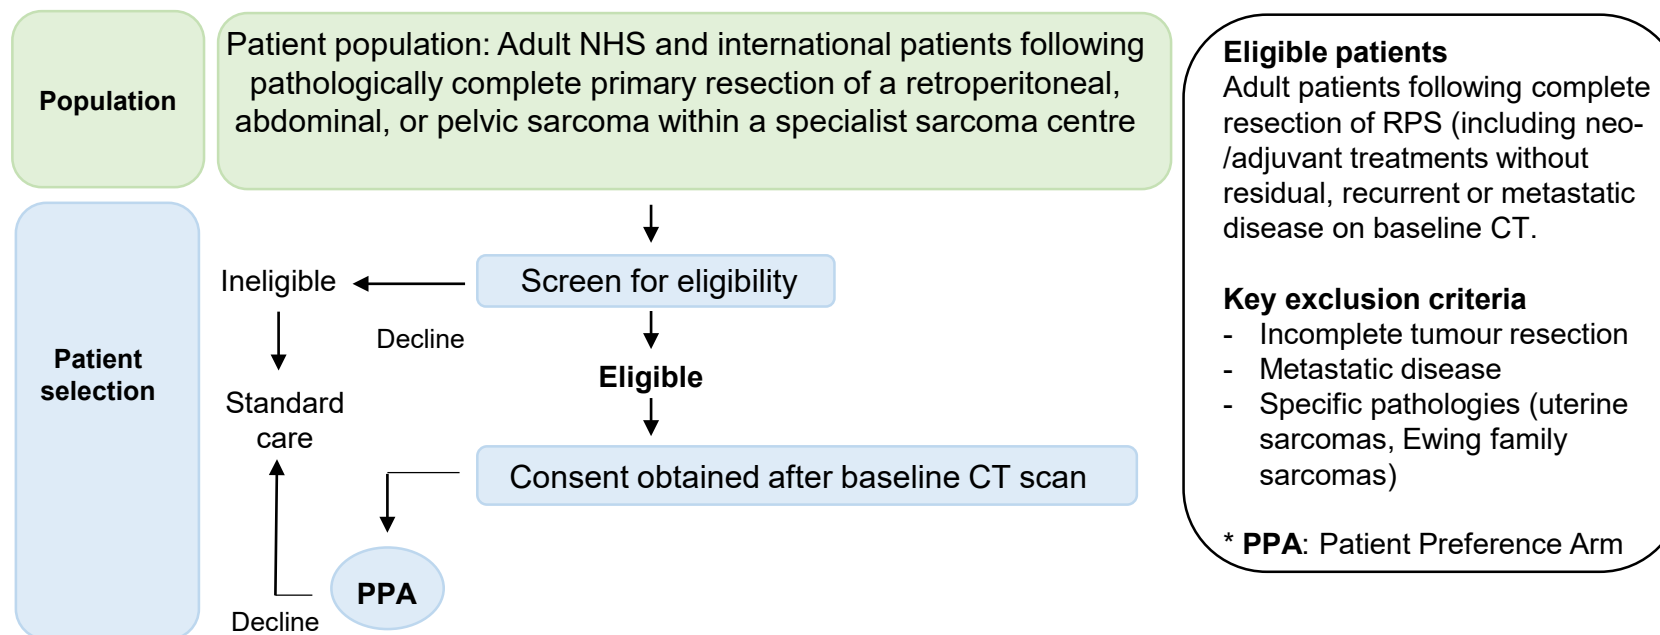 Population
Patient population: Adult NHS and international patients following
pathologically complete primary resection of a retroperitoneal,
abdominal, or pelvic sarcoma within a specialist sarcoma centre
Patient
selection
Screen for eligibility
Ineligible
Decline
Eligible
Standard
care
Consent obtained after baseline CT scan
PPA
Decline
Eligible patients
Adult patients following complete
resection of RPS (including neo-
/adjuvant treatments without
residual, recurrent or metastatic
disease on baseline CT.
Key exclusion criteria
- Incomplete tumour resection
- Metastatic disease
- Specific pathologies (uterine
sarcomas, Ewing family
sarcomas)
* PPA: Patient Preference Arm